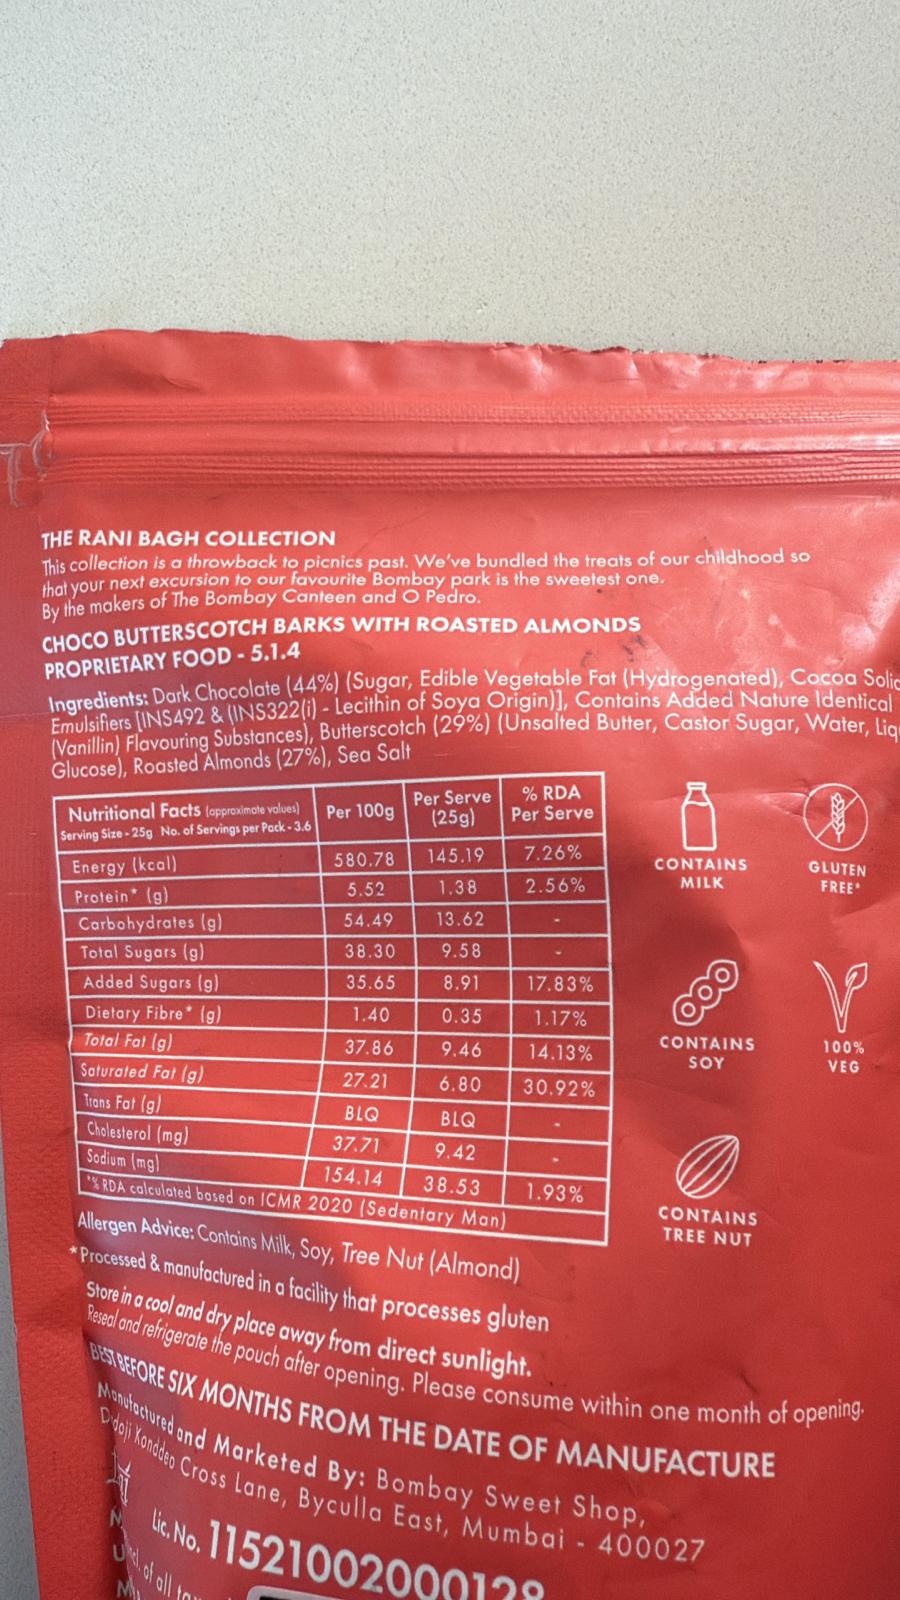 THE RANI BAGH COLLECTION
This collection is a throwback to picnics past. We've bundled the treats of our childhood so
that your next excursion to our favourite Bombay park is the sweetest one.
By the makers of The Bombay Canteen and O Pedro.
CHOCO BUTTERSCOTCH BARKS WITH ROASTED ALMONDS
PROPRIETARY FOOD - 5.1.4
Ingredients: Dark Chocolate (44%) (Sugar, Edible Vegetable Fat (Hydrogenated), Cocoa
Emulsifiers [INS492 & (INS322(i) - Lecithin of Soya Origin)], Contains Added Nature Identical
(Vanillin) Flavouring Substances), Butterscotch (29%) (Unsalted Butter, Castor Sugar, Water,
Glucose), Roasted Almonds (27%), Sea Salt
Nutritional Facts (approximate values) Per 100g Per Serve % RDA
Serving Size - 25g No. of Servings per Pack - 3.6 (25g) Per Serve
Energy (kcal) 580.78 145.19 7.26%
Protein* (g) 5.52 1.38 2.56%
Carbohydrates (g) 54.49 13.62 -
Total Sugars (g) 38.30 9.58 -
Added Sugars (g) 35.65 8.91 17.83%
Dietary Fibre* (g) 1.40 0.35 1.17%
Total Fat (g) 37.86 9.46 14.13%
Saturated Fat (g) 27.21 6.80 30.92%
Trans Fat (g) BLQ BLQ -
Cholesterol (mg) 37.71 9.42 -
Sodium (mg) 154.14 38.53 1.93%
*% RDA calculated based on ICMR 2020 (Sedentary Man)
CONTAINS
MILK
GLUTEN
FREE*
CONTAINS
SOY
100%
VEG
CONTAINS
TREE NUT
Allergen Advice: Contains Milk, Soy, Tree Nut (Almond)
*Processed & manufactured in a facility that processes gluten
Store in a cool and dry place away from direct sunlight.
Reseal and refrigerate the pouch after opening. Please consume within one month of opening.
BEST BEFORE SIX MONTHS FROM THE DATE OF MANUFACTURE
Manufactured and Marketed By: Bombay Sweet Shop,
Dadoji Konddeo Cross Lane, Byculla East, Mumbai - 400027
Lic. No. 11521002000128
of all